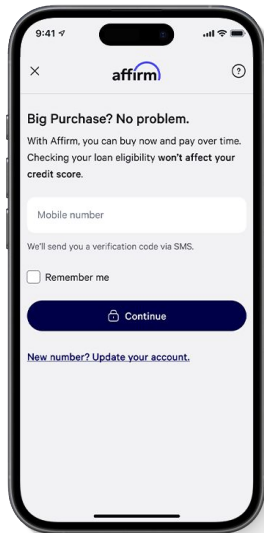 9:41
affirm
Big Purchase? No problem.
With Affirm, you can buy now and pay over time.
Checking your loan eligibility won't affect your
credit score.
Mobile number
We'll send you a verification code via SMS.
Remember me
Continue
New number? Update your account.